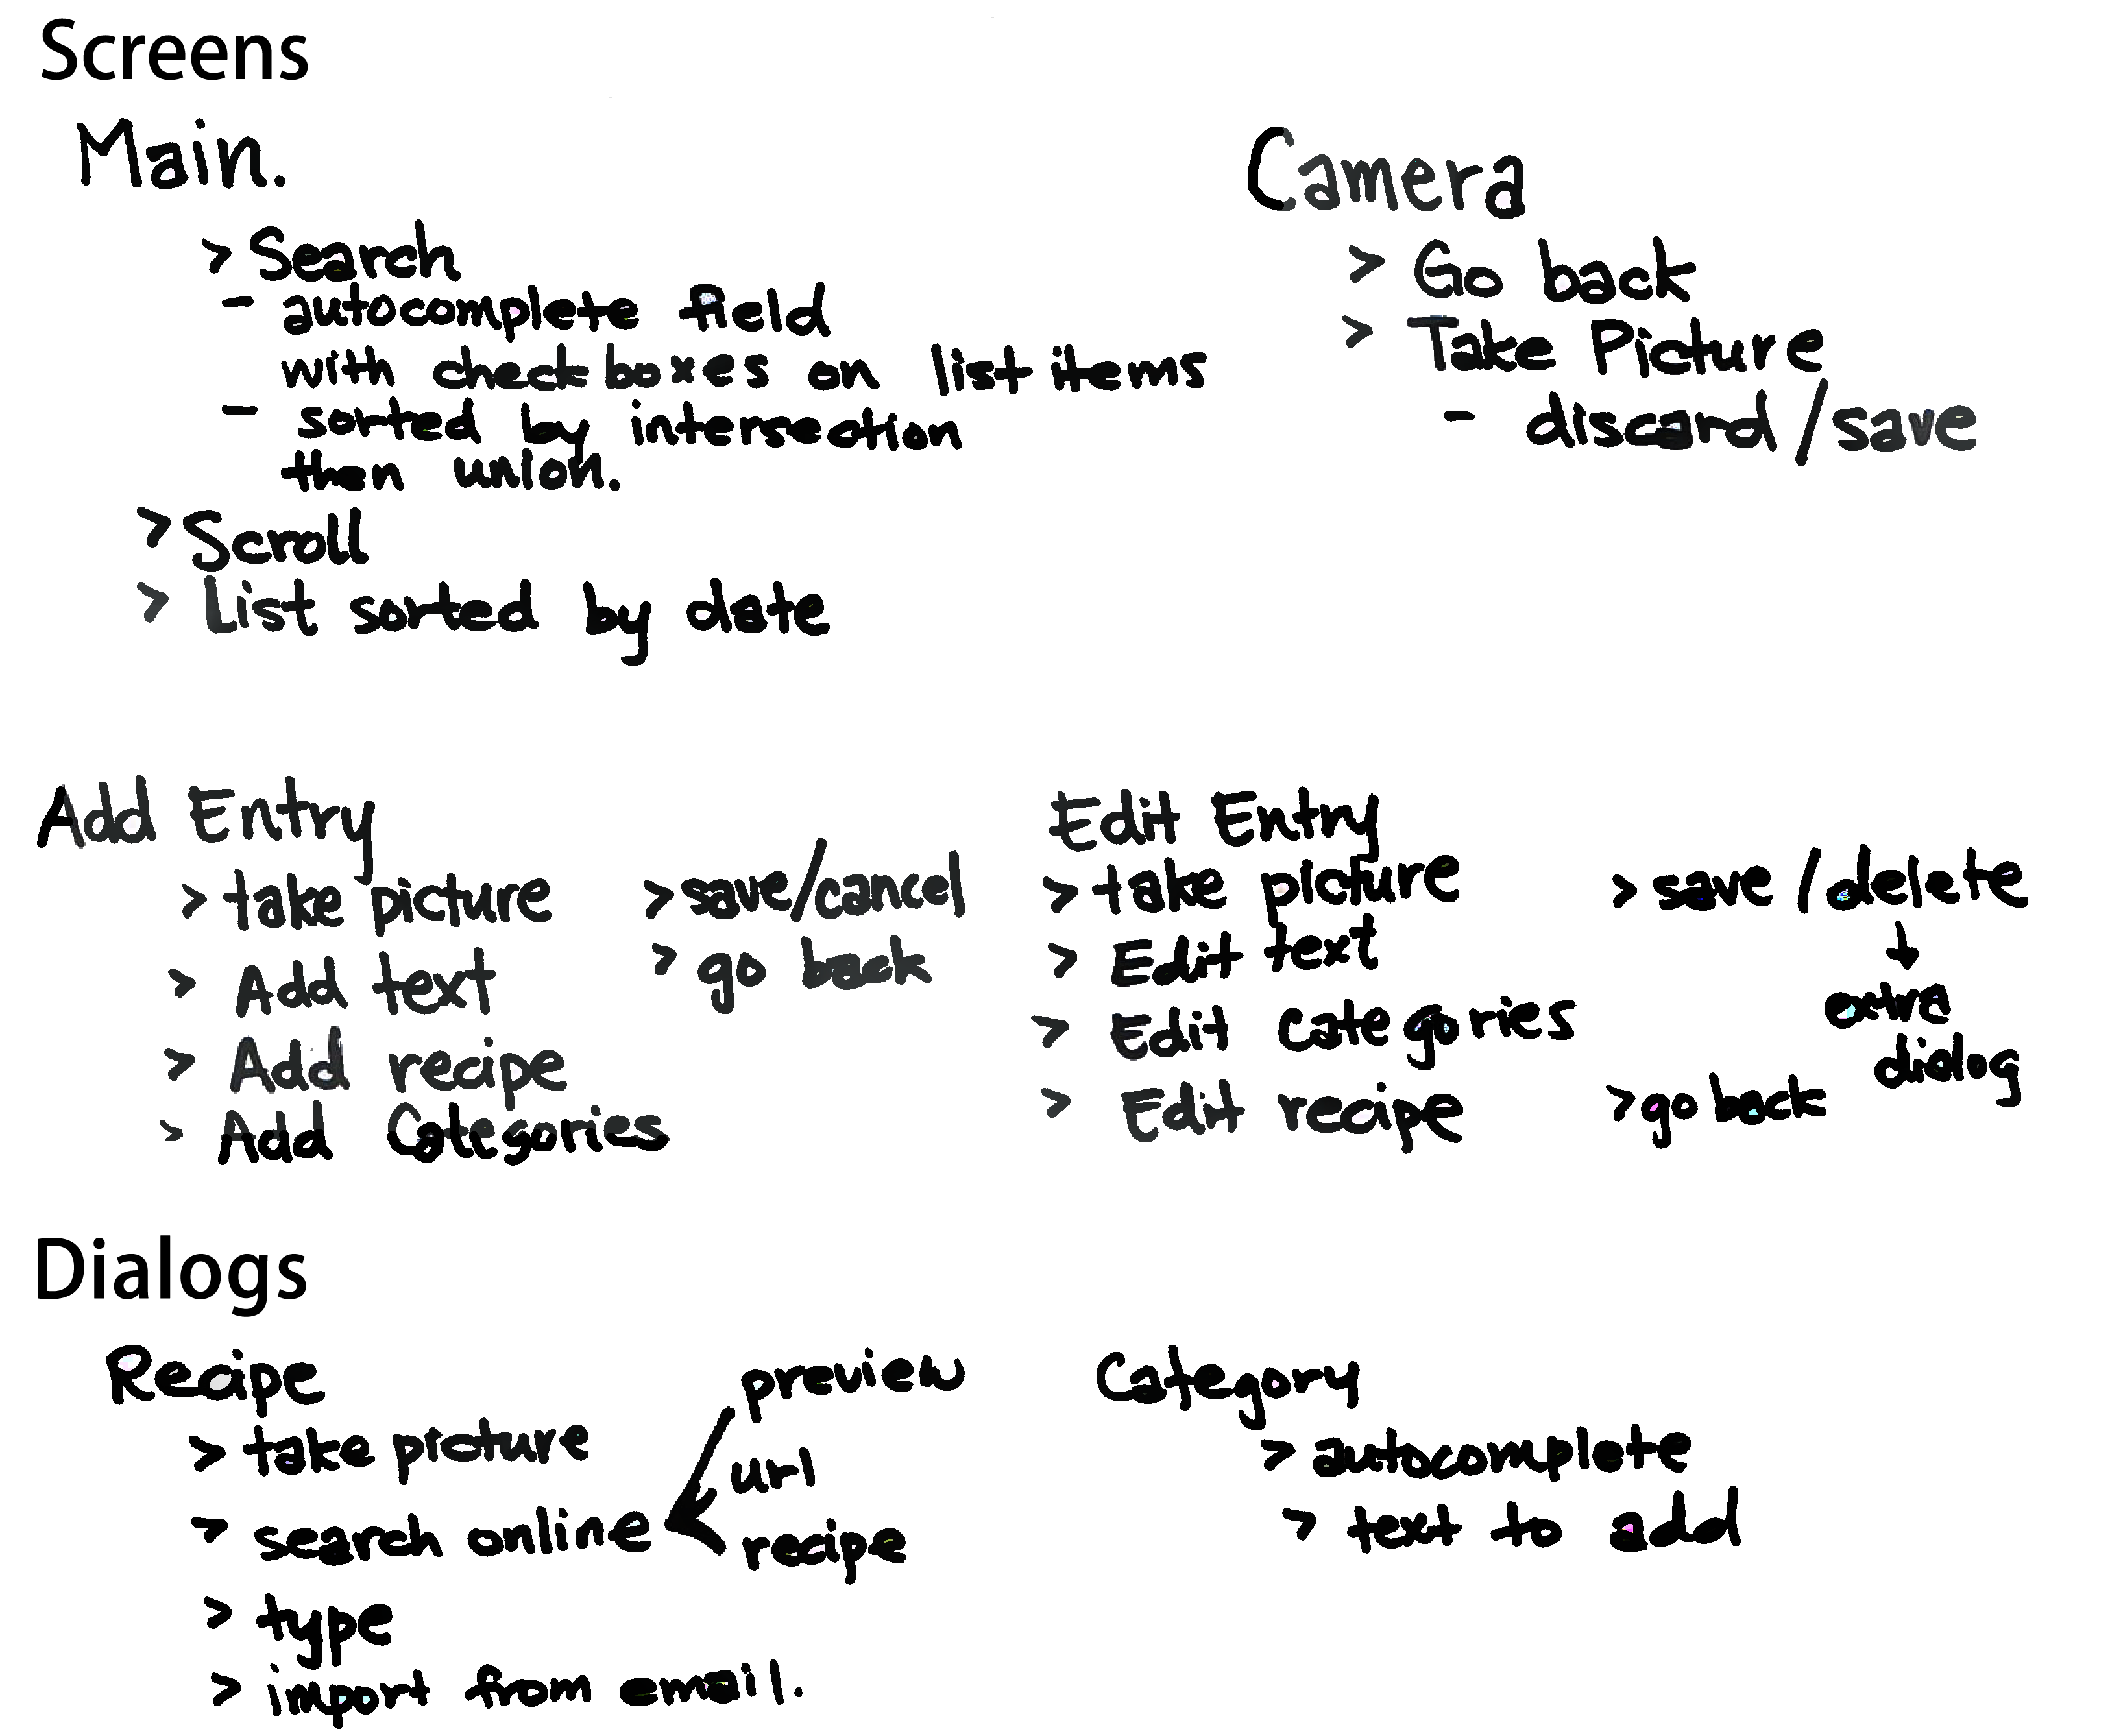 Screens
Main.
> Search
- autocomplete field
with checkboxes on list items
- sorted by intersection
then union.
> Scroll
> List sorted by date
Camera
> Go back
> Take Picture
- discard/save
Add Entry
> take picture
> Add text
> Add recipe
> Add Categories
> save/cancel
> go back
Edit Entry
> take picture
> Edit text
> Edit categories
> Edit recipe
> save/delete
extra
dialog
> go back
Dialogs
Recipe
> take picture
> search online
preview
url
recipe
> type
> import from email.
Category
> autocomplete
> text to add